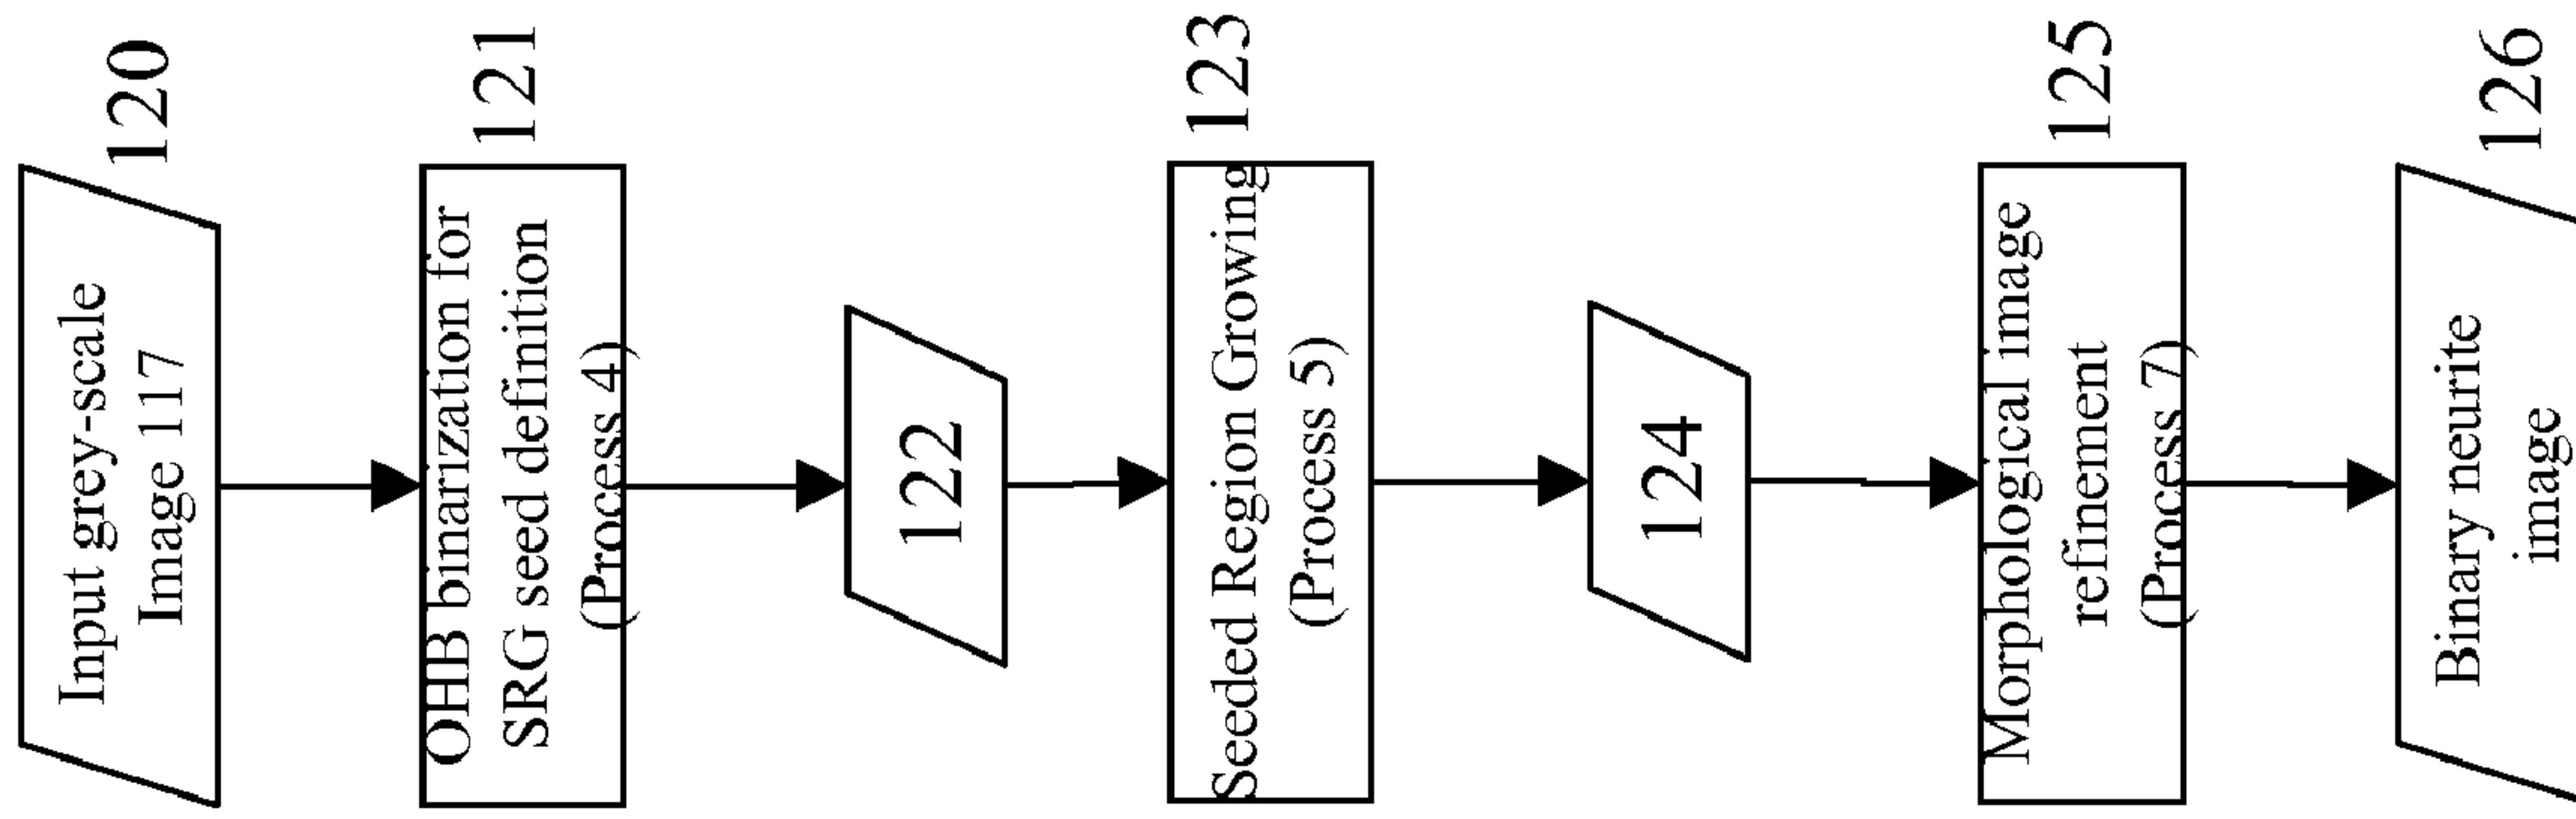 Input grey-scale
Image 117
120
OHB binarization for
SRG seed definition
(Process 4)
121
122
Seeded Region Growing
(Process 5)
123
124
Morphological image
refinement
(Process 7)
125
Binary neurite
image
126